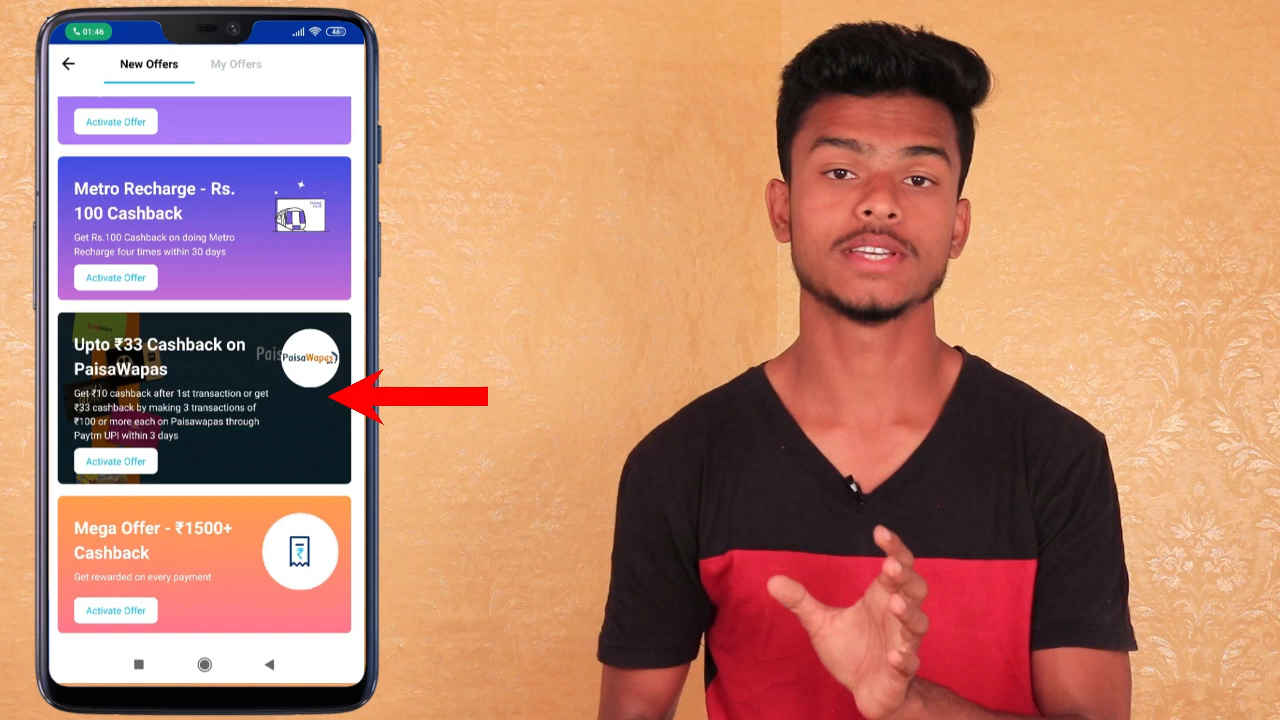 01:46
46
New Offers
My Offers
Activate Offer
Metro Recharge - Rs.
100 Cashback
Get Rs.100 Cashback on doing Metro
Recharge four times within 30 days
Activate Offer
Upto ₹33 Cashback on
PaisaWapas
Pais
PaisaWapas
Get ₹10 cashback after 1st transaction or get
₹33 cashback by making 3 transactions of
₹100 or more each on Paisawapas through
Paytm UPI within 3 days
Activate Offer
Mega Offer - ₹1500+
Cashback
Get rewarded on every payment
₹
Activate Offer